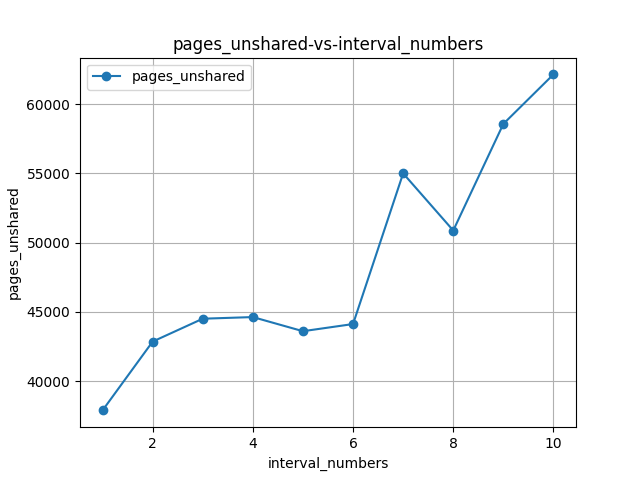 pages_unshared-vs-interval_numbers
pages_unshared
pages_unshared
60000
55000
50000
45000
40000
2 4 6 8 10
interval_numbers